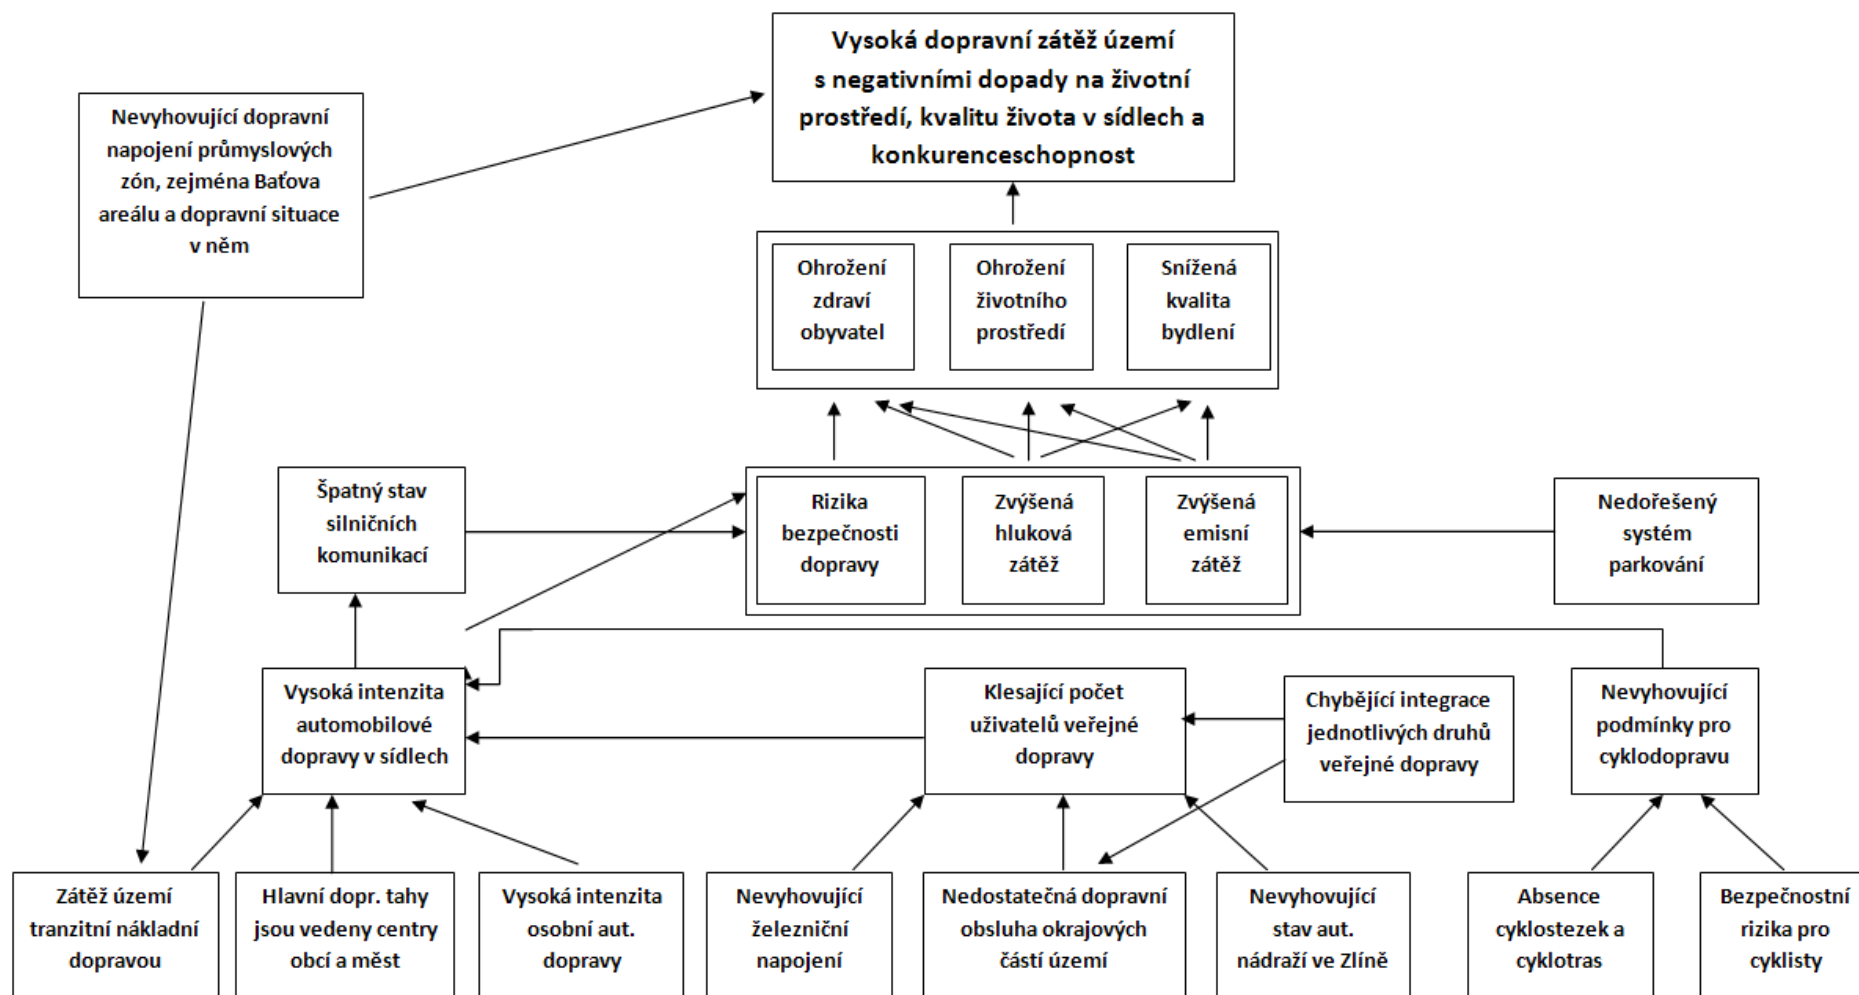 Vysoká dopravní zátěž území
s negativními dopady na životní
prostředí, kvalitu života v sídlech a
konkurenceschopnost
Nevyhovující dopravní
napojení průmyslových
zón, zejména Baťova
areálu a dopravní situace
v něm
Ohrožení
zdraví
obyvatel
Ohrožení
životního
prostředí
Snížená
kvalita
bydlení
Špatný stav
silničních
komunikací
Rizika
bezpečnosti
dopravy
Zvýšená
hluková
zátěž
Zvýšená
emisní
zátěž
Nedořešený
systém
parkování
Vysoká intenzita
automobilové
dopravy v sídlech
Klesající počet
uživatelů veřejné
dopravy
Chybějící integrace
jednotlivých druhů
veřejné dopravy
Nevyhovující
podmínky pro
cyklodopravu
Zátěž území
tranzitní nákladní
dopravou
Hlavní dopr. tahy
jsou vedeny centry
obcí a měst
Vysoká intenzita
osobní aut.
dopravy
Nevyhovující
železniční
napojení
Nedostatečná dopravní
obsluha okrajových
částí území
Nevyhovující
stav aut.
nádraží ve Zlíně
Absence
cyklostezek a
cyklotras
Bezpečnostní
rizika pro
cyklisty